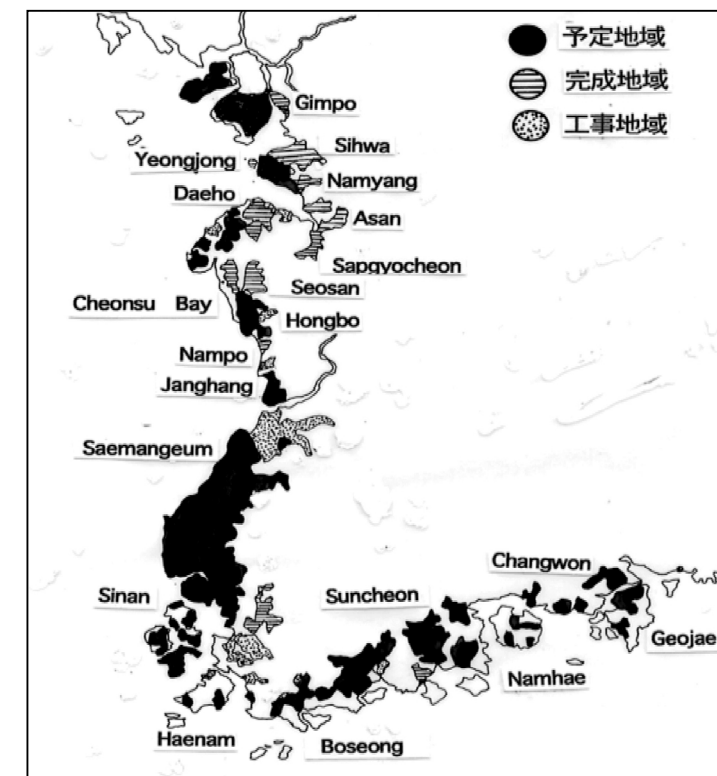 予定地域
完成地域
工事地域
Gimpo
Sihwa
Yeongjong
Namyang
Daeho
Asan
Sapgyocheon
Seosan
Cheonsu Bay
Hongbo
Nampo
Janghang
Saemangeum
Changwon
Sinan
Suncheon
Geojae
Namhae
Haenam
Boseong